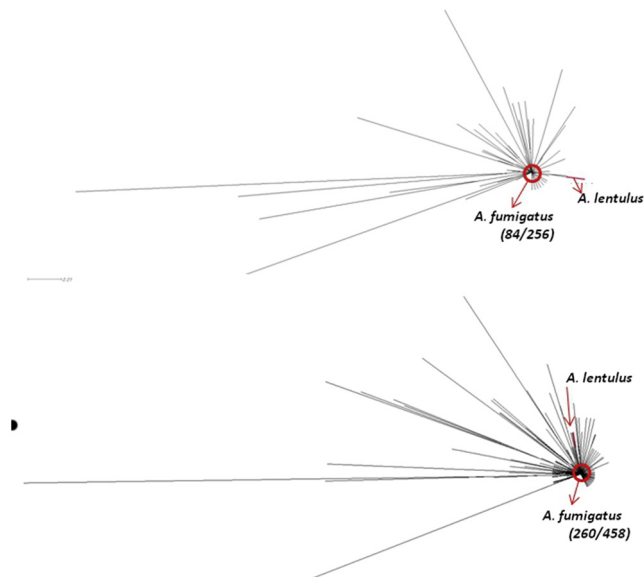 A. lentulus
A. fumigatus
(84/256)
A. lentulus
A. fumigatus
(260/458)